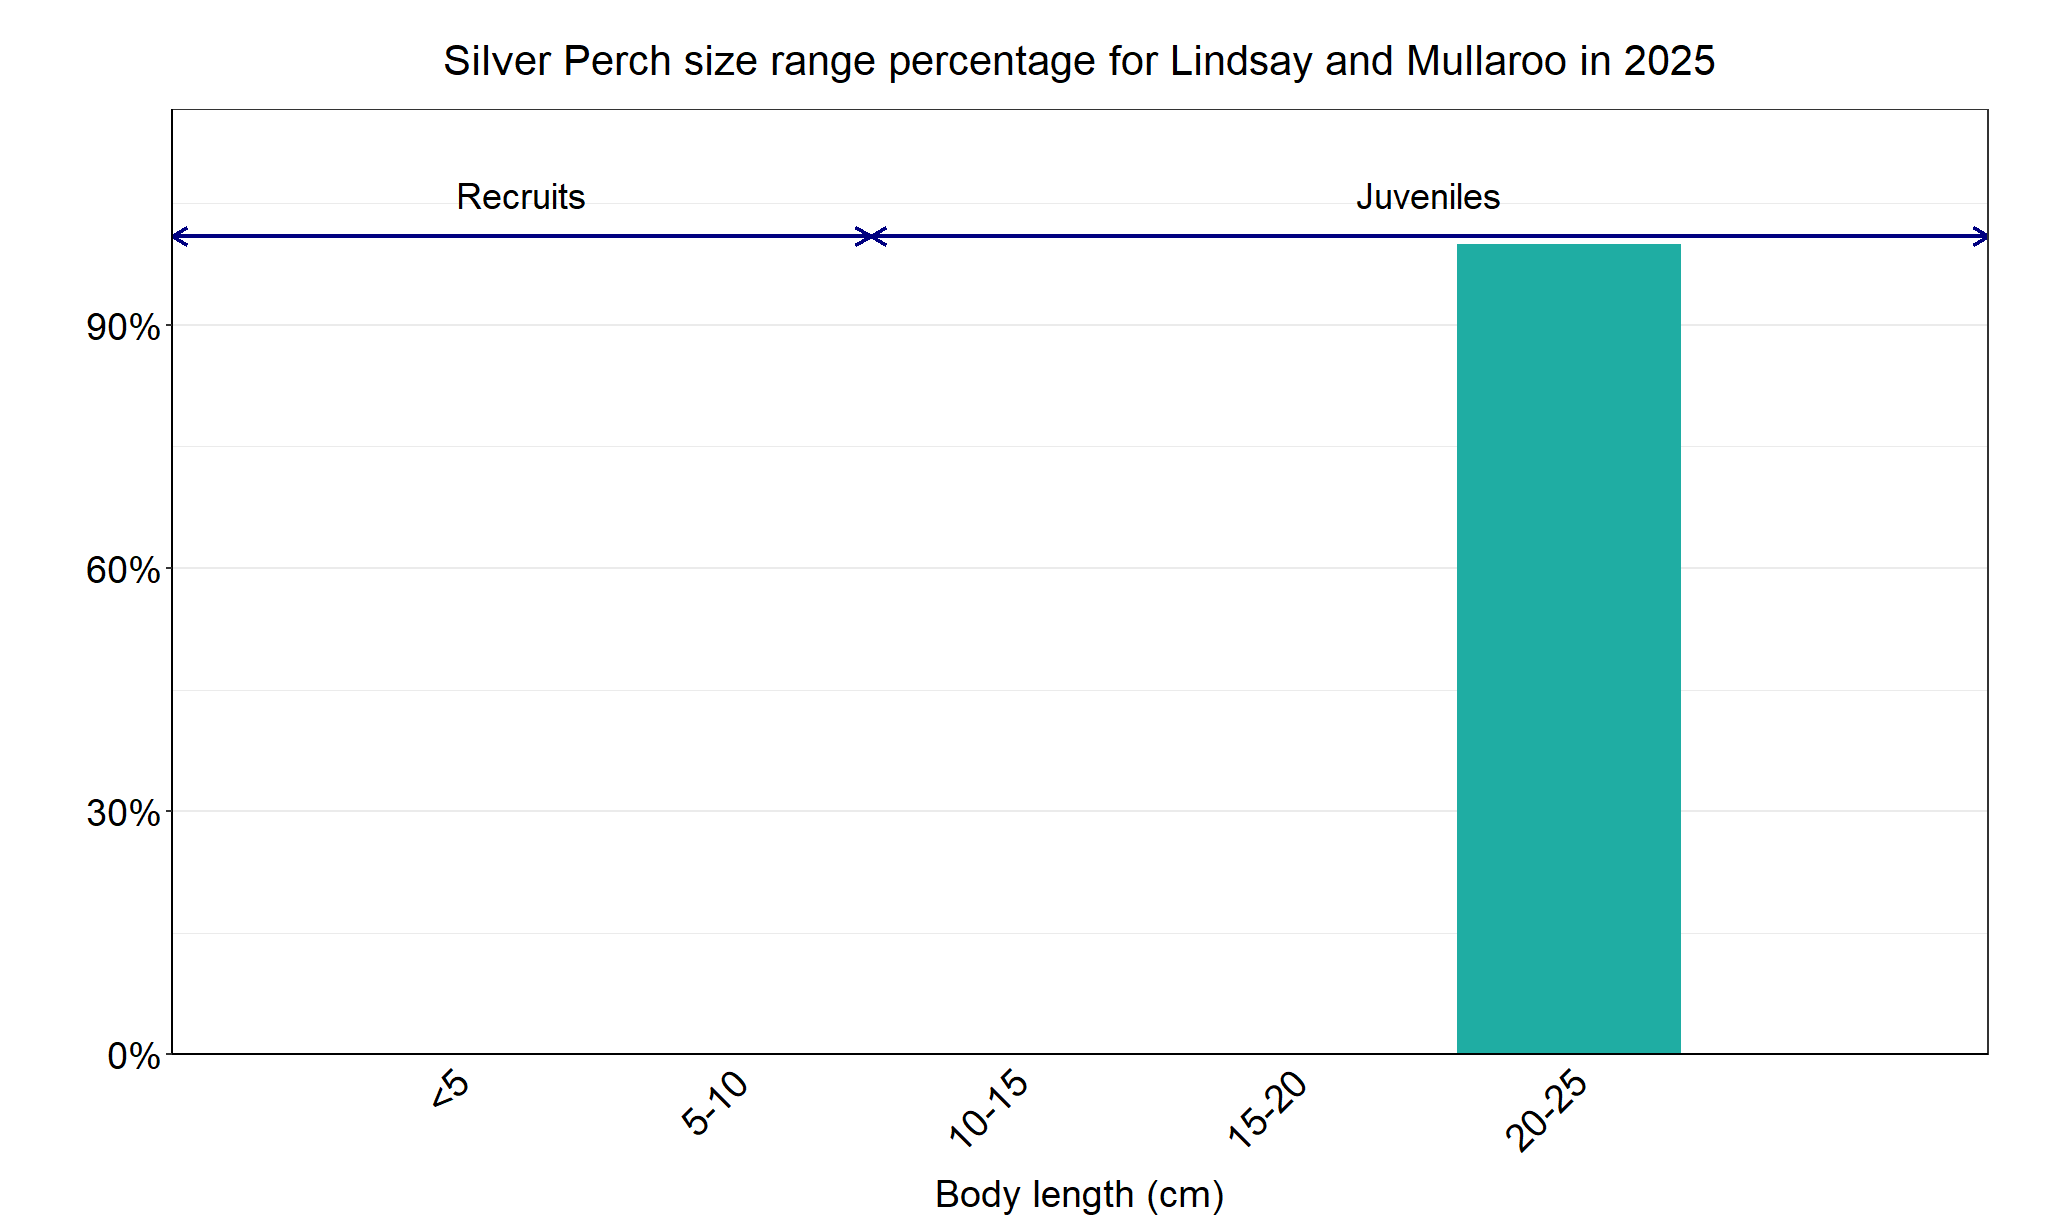 Silver Perch size range percentage for Lindsay and Mullaroo in 2025
Recruits
Juveniles
90%
60%
30%
0%
<5
5-10
10-15
15-20
20-25
Body length (cm)